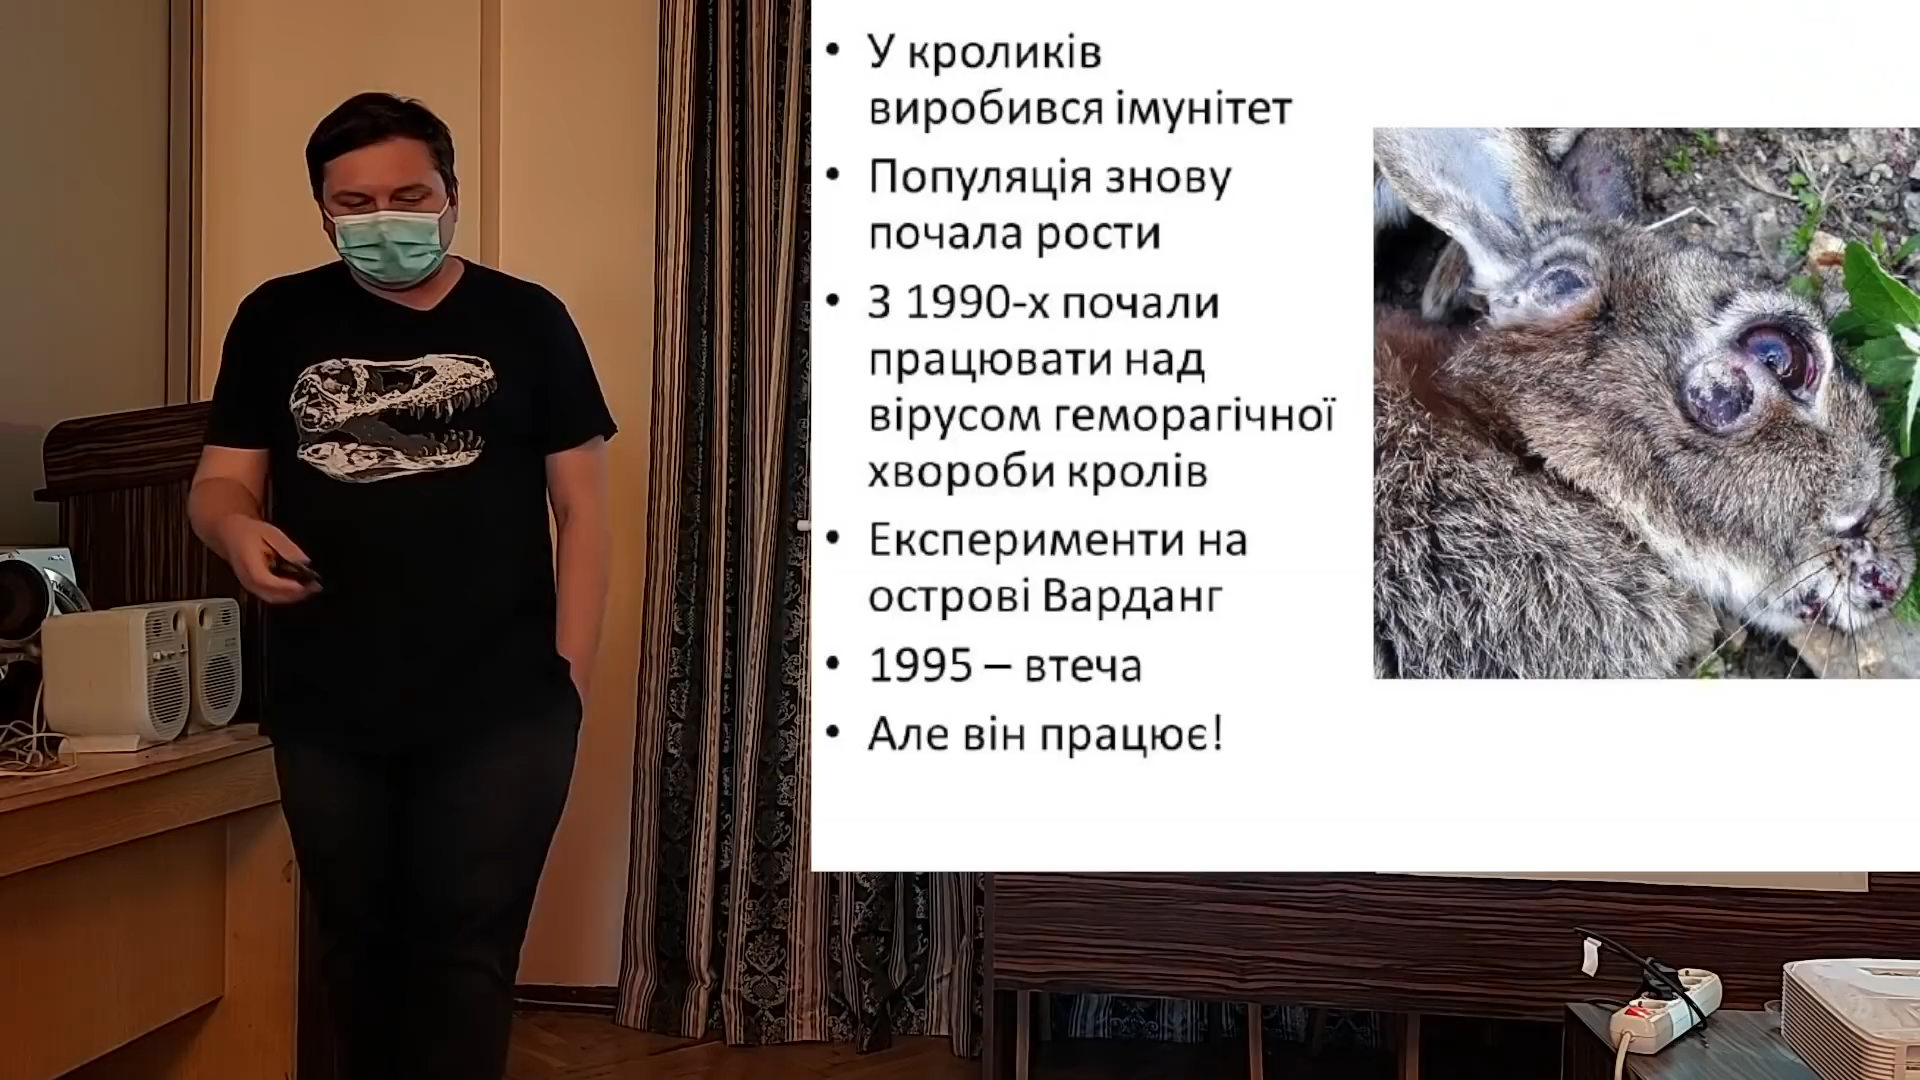 • У кроликів
виробився імунітет
• Популяція знову
почала рости
• З 1990-х почали
працювати над
вірусом геморагічної
хвороби кролів
• Експерименти на
острові Варданг
• 1995 – втеча
• Але він працює!